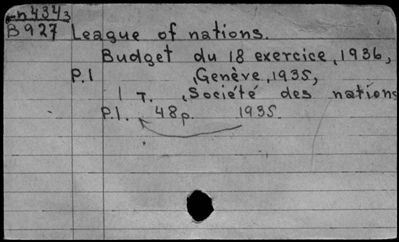 n4343
B927 League of nations.
Budget du 18 exercice, 1936,
P.1 , Genève, 1935,
1 T. , Société des nations
P.1. 48p. 1935.